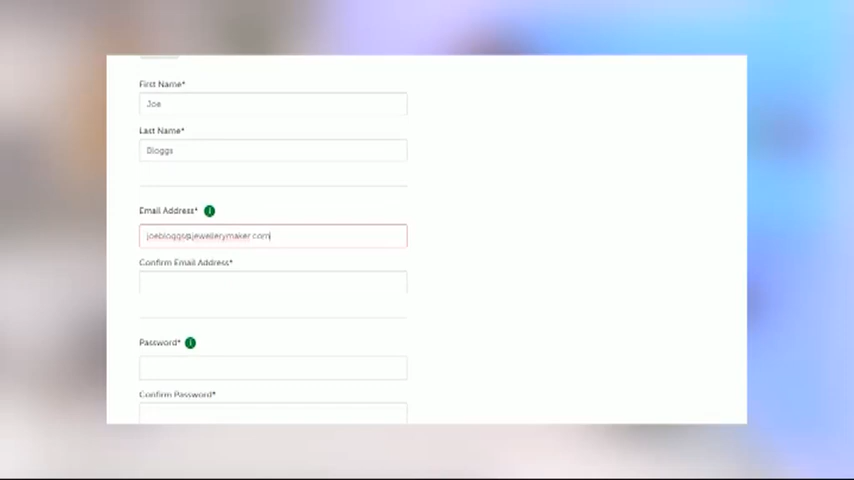 First Name*
Joe
Last Name*
Bloggs
Email Address* i
joebloggs@jewellerymaker.com
Confirm Email Address*
Password* i
Confirm Password*